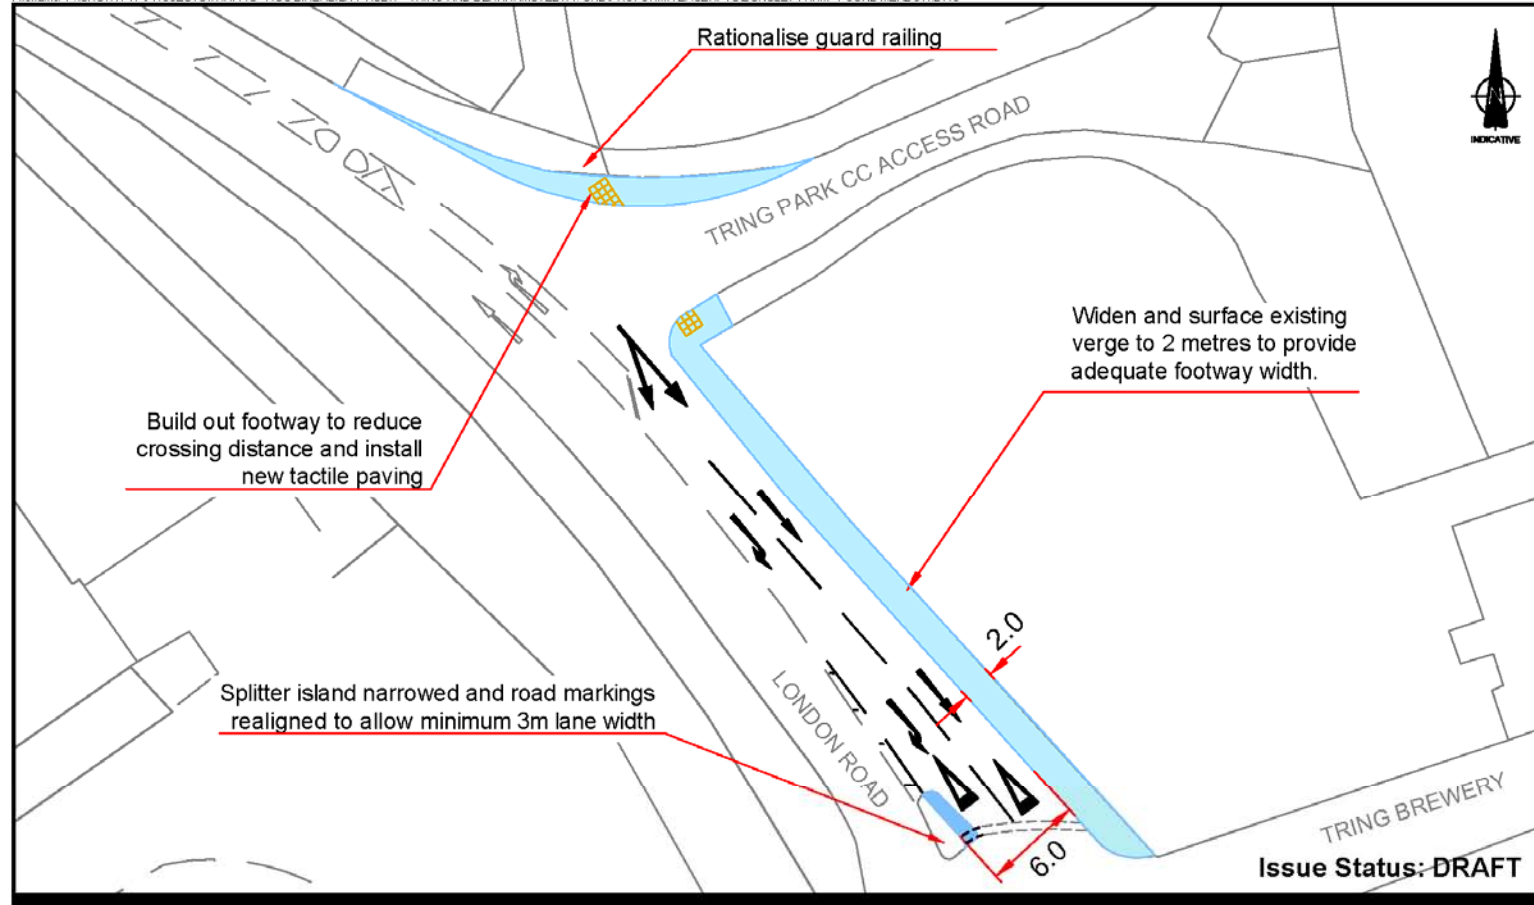 Rationalise guard railing
INDICATIVE
TRING PARK CC ACCESS ROAD
Widen and surface existing
verge to 2 metres to provide
adequate footway width.
Build out footway to reduce
crossing distance and install
new tactile paving
2.0
Splitter island narrowed and road markings
realigned to allow minimum 3m lane width
LONDON ROAD
TRING BREWERY
6.0
Issue Status: DRAFT